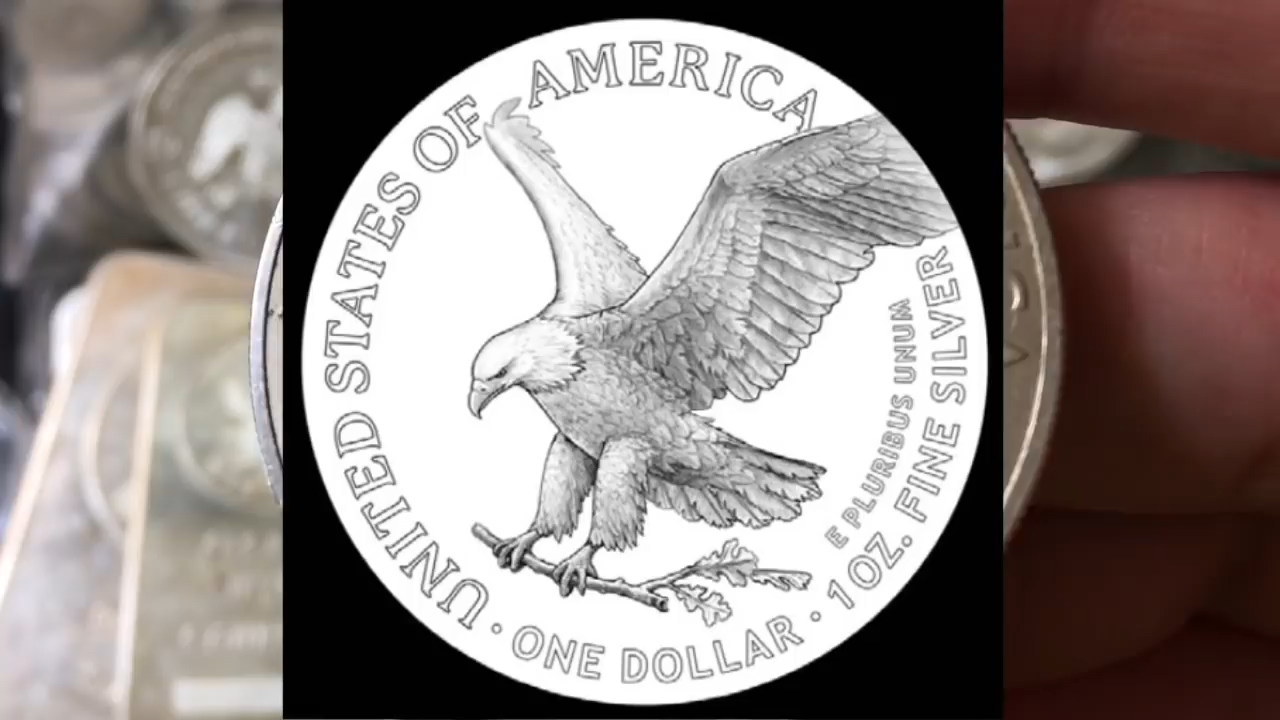 UNITED STATES OF AMERICA
E PLURIBUS UNUM
1 OZ. FINE SILVER
• ONE DOLLAR •